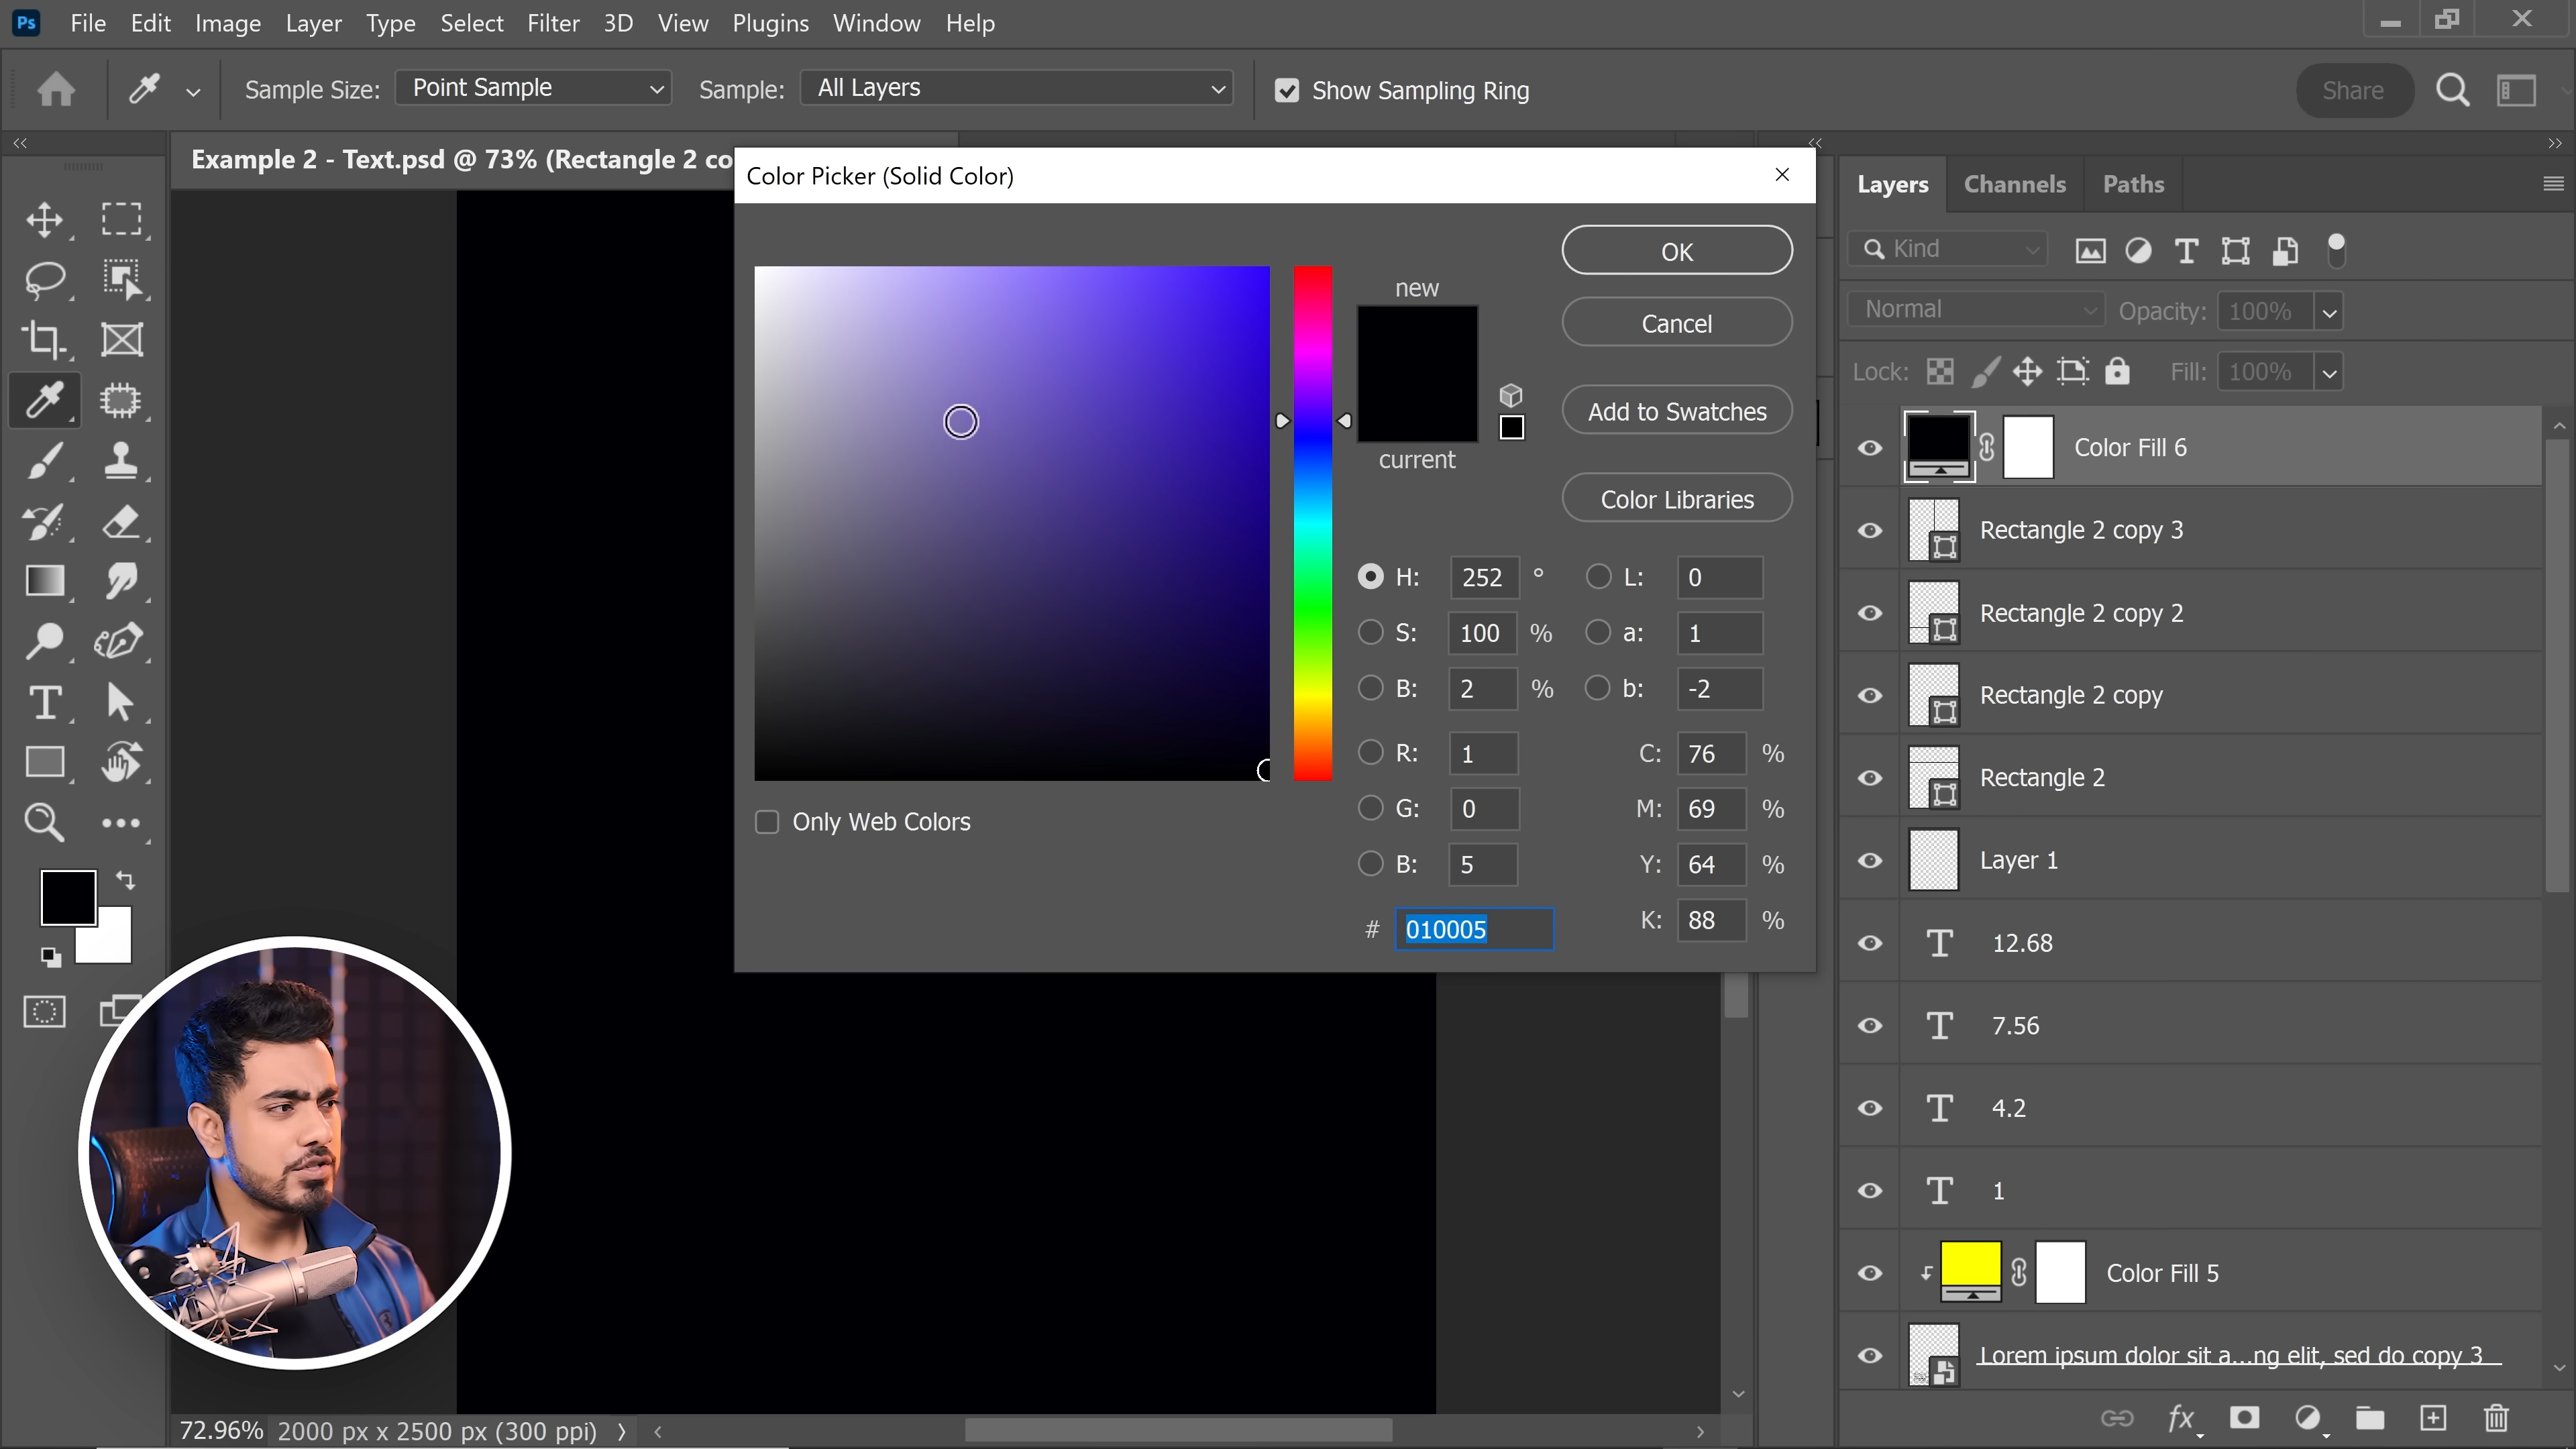 Ps File Edit Image Layer Type Select Filter 3D View Plugins Window Help
Sample Size: Point Sample Sample: All Layers Show Sampling Ring Share
Example 2 - Text.psd @ 73% (Rectangle 2 co
Color Picker (Solid Color)
OK
new
Cancel
Add to Swatches
current
Color Libraries
H: 252 ° L: 0
S: 100 % a: 1
B: 2 % b: -2
R: 1 C: 76 %
G: 0 M: 69 %
B: 5 Y: 64 %
# 010005 K: 88 %
Only Web Colors
Layers Channels Paths
Kind
Normal Opacity: 100%
Lock: Fill: 100%
Color Fill 6
Rectangle 2 copy 3
Rectangle 2 copy 2
Rectangle 2 copy
Rectangle 2
Layer 1
T 12.68
T 7.56
T 4.2
T 1
Color Fill 5
Lorem ipsum dolor sit a...ng elit, sed do copy 3
fx
72.96% 2000 px x 2500 px (300 ppi)